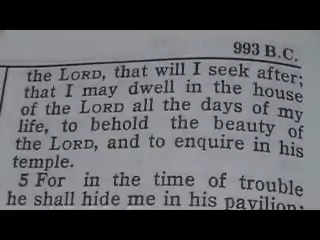 993 B.C.
the LORD, that will I seek after;
that I may dwell in the house
of the LORD all the days of my
life, to behold the beauty of
the LORD, and to enquire in his
temple.
5 For in the time of trouble
he shall hide me in his pavilion: